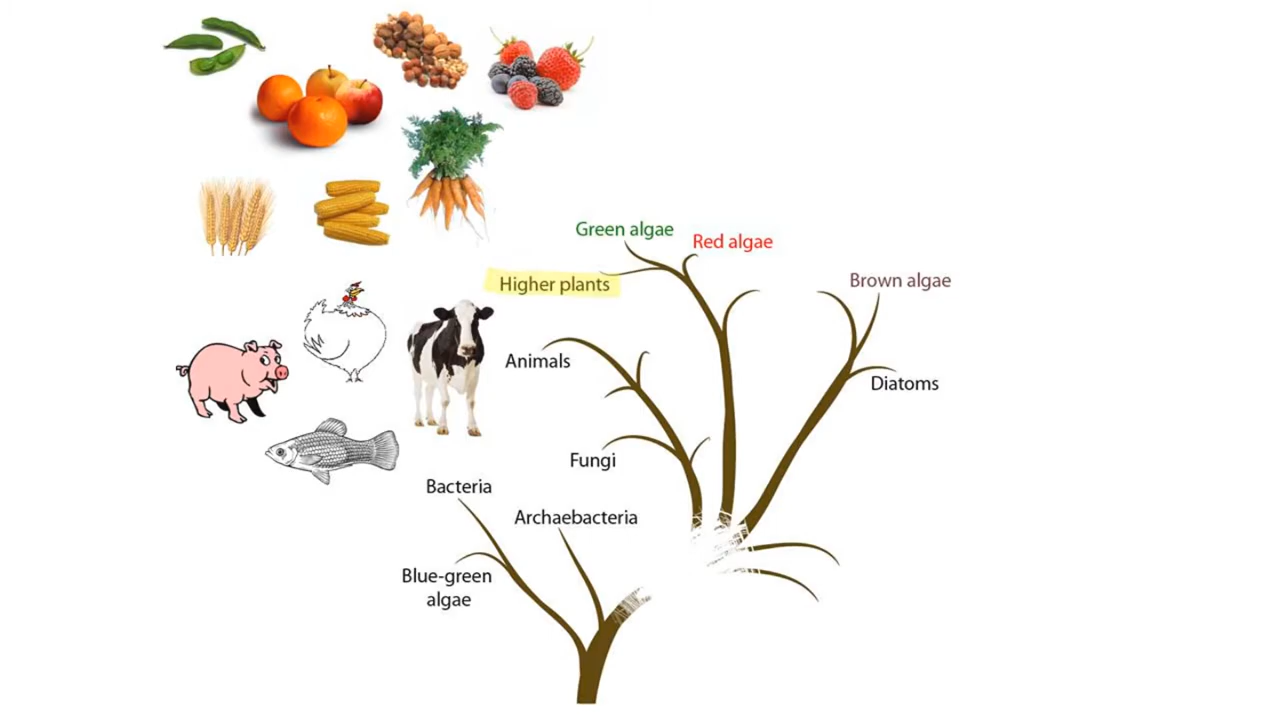 Green algae
Red algae
Higher plants
Brown algae
Animals
Diatoms
Fungi
Bacteria
Archaebacteria
Blue-green
algae